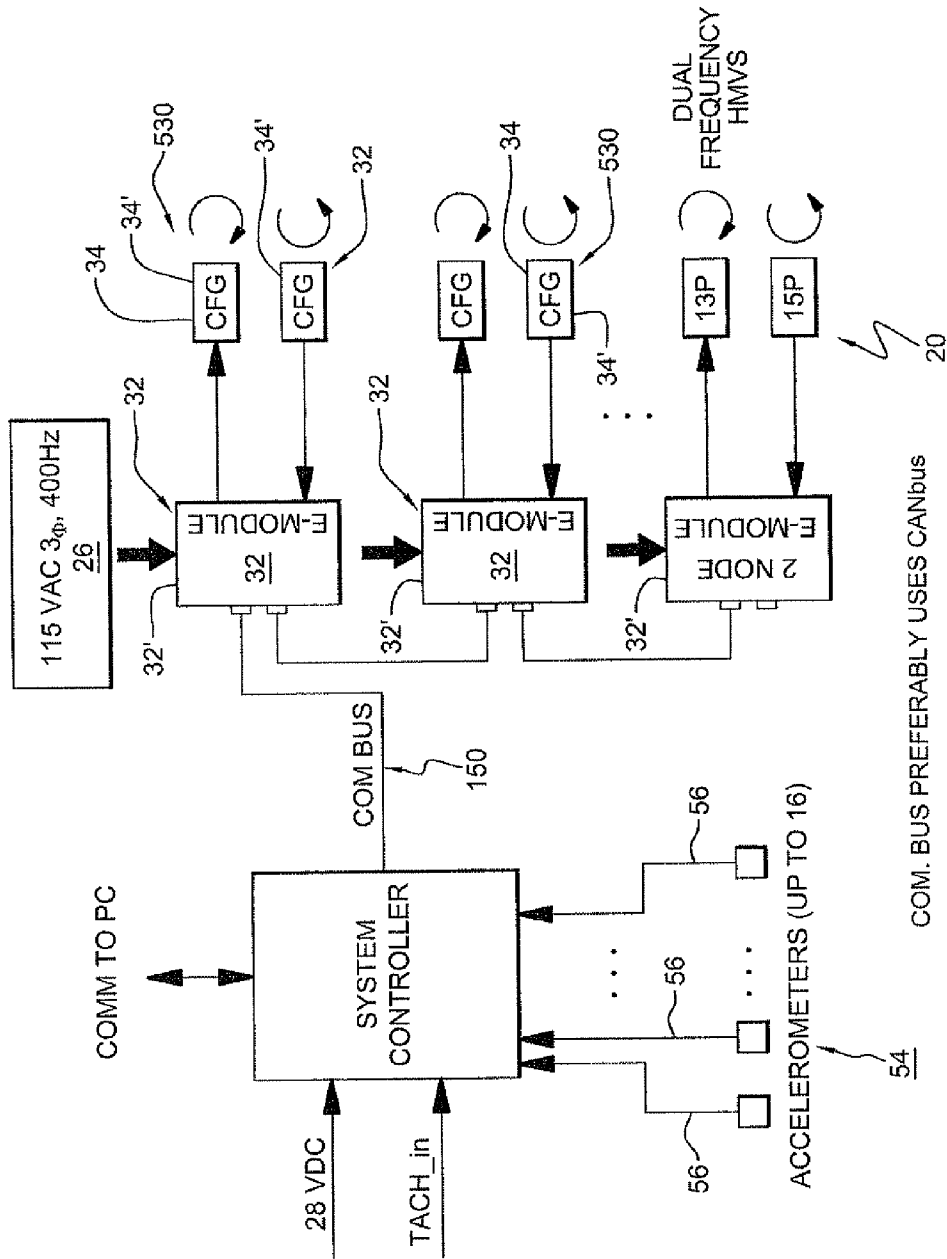 115 VAC 3Φ, 400Hz
26
COMM TO PC
28 VDC
TACH_in
SYSTEM
CONTROLLER
COM BUS
150
56
56
56
ACCELEROMETERS (UP TO 16)
54
32
32'
E-MODULE
32
34
34'
530
CFG
34'
CFG
32
32
32'
E-MODULE
32
CFG
34
CFG
530
34'
32'
2 NODE
E-MODULE
13P
15P
DUAL
FREQUENCY
HMVS
20
COM. BUS PREFERABLY USES CANbus